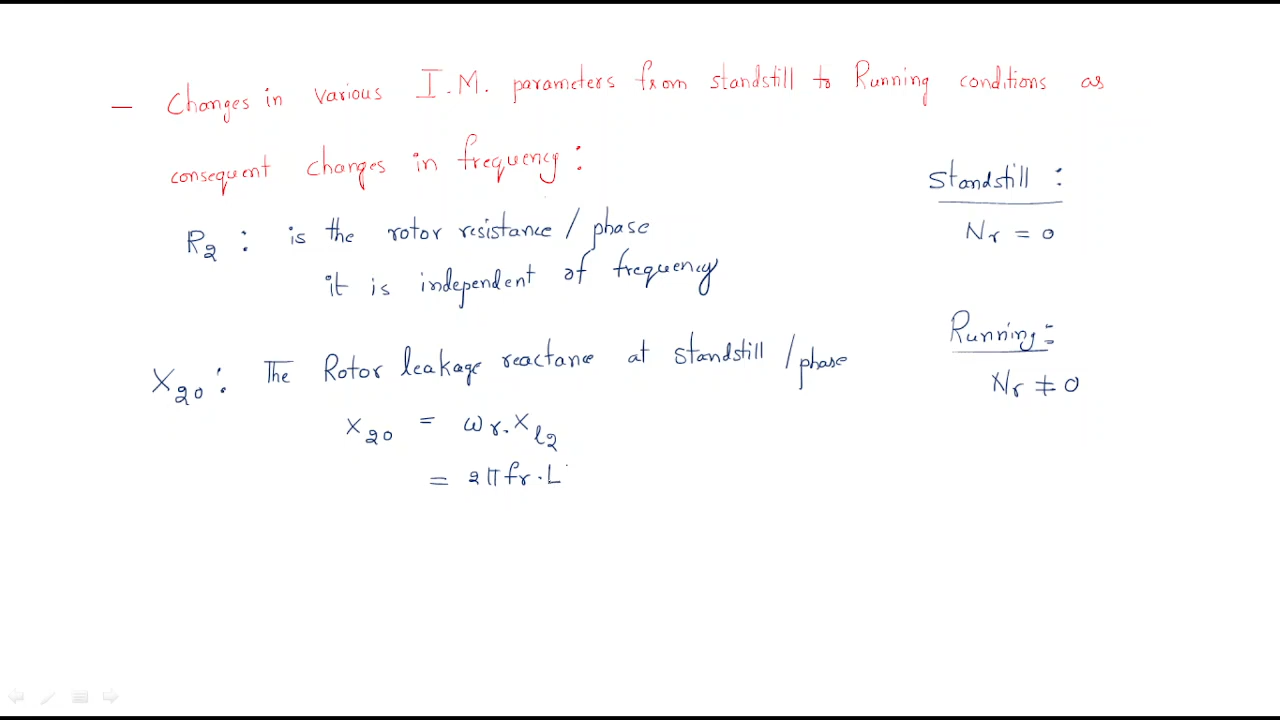 — Changes in various I.M. parameters from standstill to Running conditions as
consequent changes in frequency :
Standstill :
R2 : is the rotor resistance / phase
Nr = 0
it is independent of frequency
Running :
X20 : The Rotor leakage reactane at standstill / phase
Nr ≠ 0
X20 = ωr. Xl2
= 2πfr . L